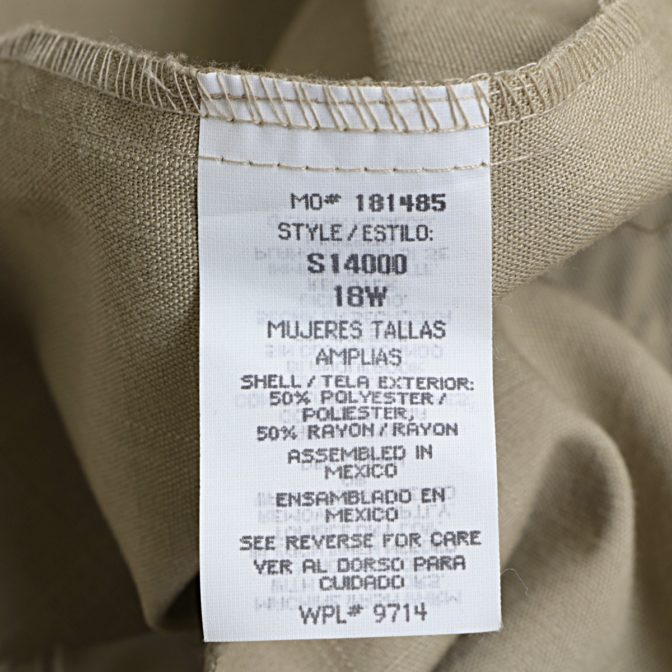 MO# 181485
STYLE/ESTILO:
S14000
18W
MUJERES TALLAS
AMPLIAS
SHELL/TELA EXTERIOR:
50% POLYESTER/
POLIESTER,
50% RAYON/RAYON
ASSEMBLED IN
MEXICO
ENSAMBLADO EN
MEXICO
SEE REVERSE FOR CARE
VER AL DORSO PARA
CUIDADO
WPL# 9714